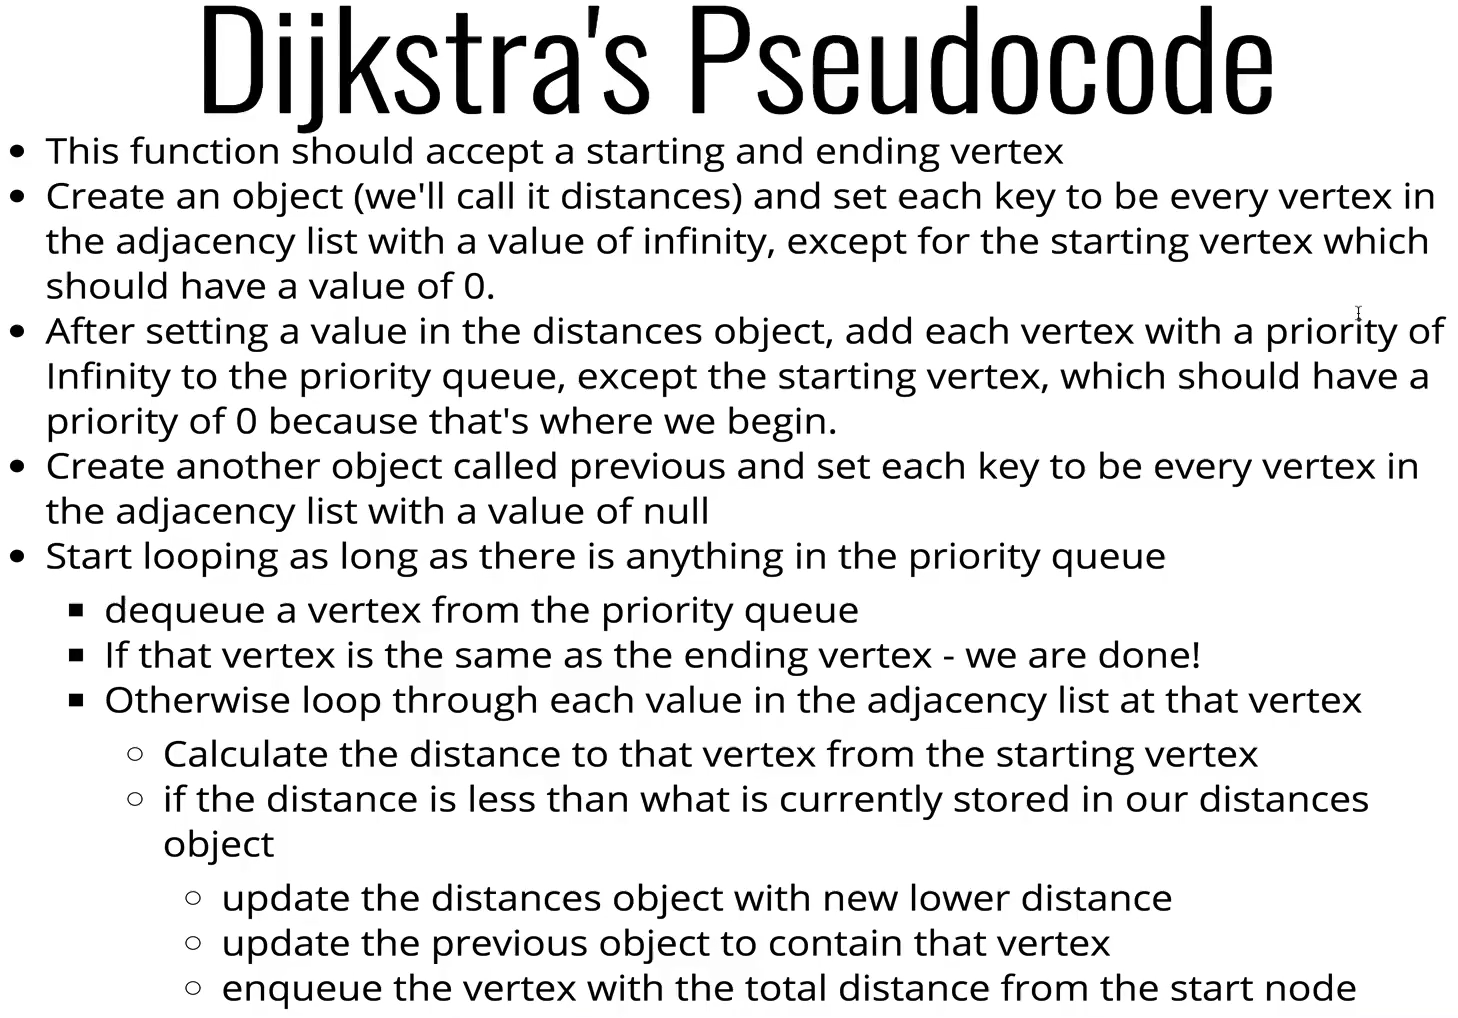 Dijkstra's Pseudocode
This function should accept a starting and ending vertex
Create an object (we'll call it distances) and set each key to be every vertex in
the adjacency list with a value of infinity, except for the starting vertex which
should have a value of 0.
After setting a value in the distances object, add each vertex with a priority of
Infinity to the priority queue, except the starting vertex, which should have a
priority of 0 because that's where we begin.
Create another object called previous and set each key to be every vertex in
the adjacency list with a value of null
Start looping as long as there is anything in the priority queue
dequeue a vertex from the priority queue
If that vertex is the same as the ending vertex - we are done!
Otherwise loop through each value in the adjacency list at that vertex
Calculate the distance to that vertex from the starting vertex
if the distance is less than what is currently stored in our distances
object
update the distances object with new lower distance
update the previous object to contain that vertex
enqueue the vertex with the total distance from the start node